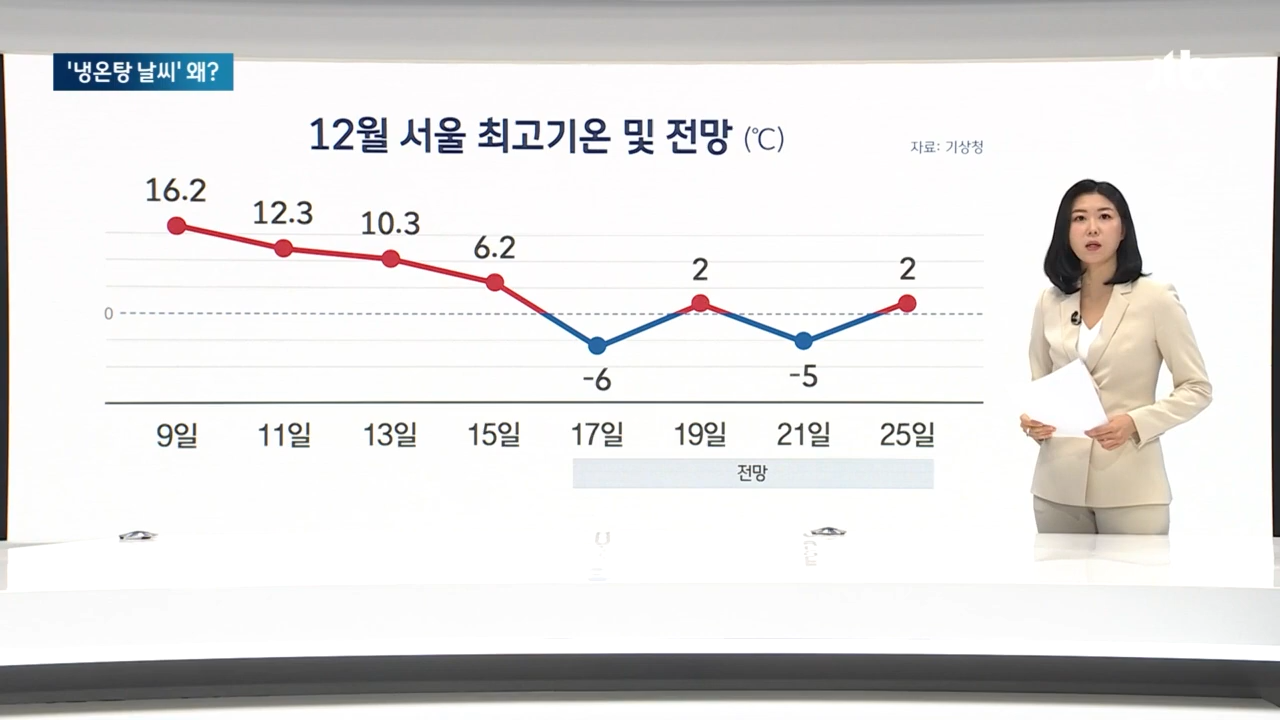 '냉온탕 날씨' 왜?
12월 서울 최고기온 및 전망 (℃)
자료: 기상청
16.2
12.3
10.3
6.2
2
2
0
-6
-5
9일 11일 13일 15일 17일 19일 21일 25일
전망